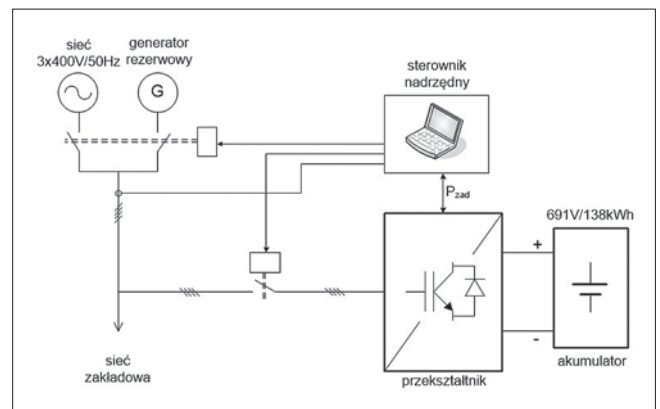 sieć
3x400V/50Hz
generator
rezerwowy
G
sterownik
nadrzędny
Pzad
691V/138kWh
+
-
sieć
zakładowa
przekształtnik
akumulator